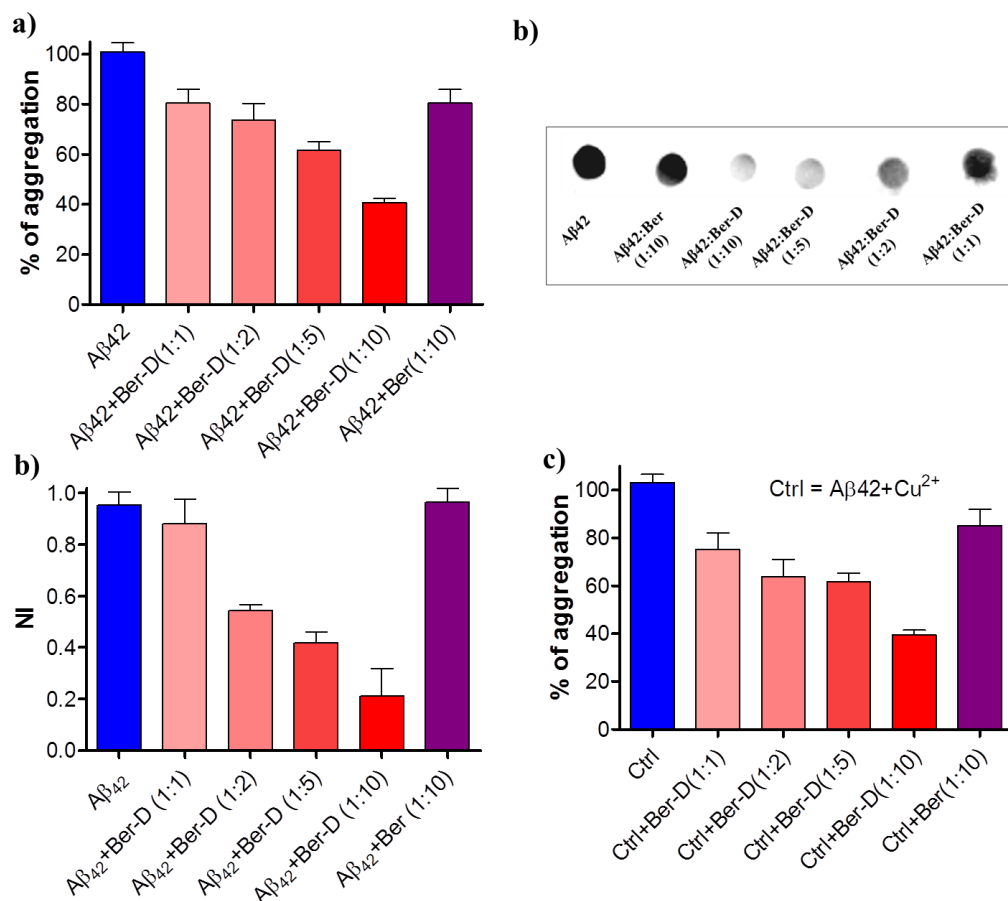 a)
% of aggregation
100
80
60
40
20
0
Aβ42
Aβ42+Ber-D(1:1)
Aβ42+Ber-D(1:2)
Aβ42+Ber-D(1:5)
Aβ42+Ber-D(1:10)
Aβ42+Ber(1:10)
b)
Aβ42
Aβ42:Ber
(1:10)
Aβ42:Ber-D
(1:10)
Aβ42:Ber-D
(1:5)
Aβ42:Ber-D
(1:2)
Aβ42:Ber-D
(1:1)
b)
NI
1.0
0.8
0.6
0.4
0.2
0.0
Aβ42
Aβ42+Ber-D (1:1)
Aβ42+Ber-D (1:2)
Aβ42+Ber-D (1:5)
Aβ42+Ber-D (1:10)
Aβ42+Ber (1:10)
c)
Ctrl = Aβ42+Cu2+
% of aggregation
100
80
60
40
20
0
Ctrl
Ctrl+Ber-D(1:1)
Ctrl+Ber-D(1:2)
Ctrl+Ber-D(1:5)
Ctrl+Ber-D(1:10)
Ctrl+Ber(1:10)